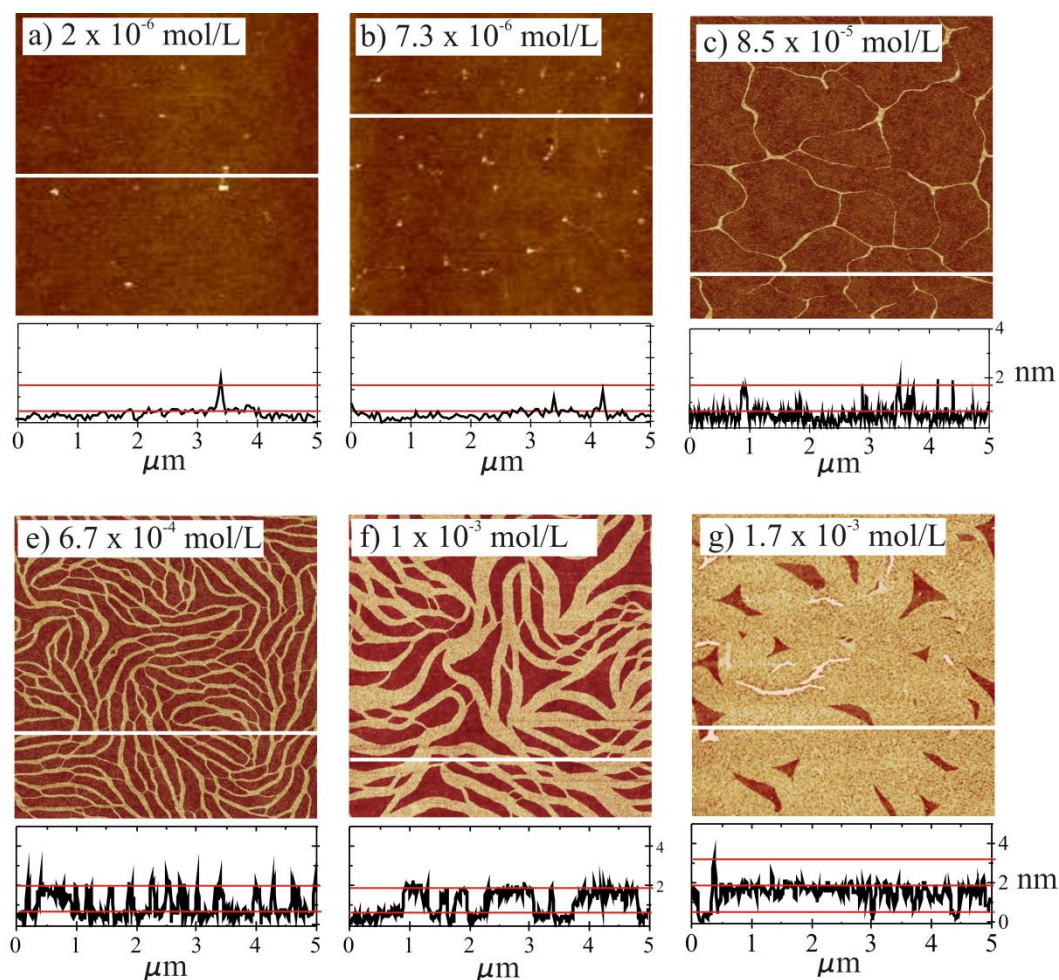 a) 2 x 10⁻⁶ mol/L
b) 7.3 x 10⁻⁶ mol/L
c) 8.5 x 10⁻⁵ mol/L
4
2
nm
0 1 2 3 4 5
μm
0 1 2 3 4 5
μm
0 1 2 3 4 5
μm
e) 6.7 x 10⁻⁴ mol/L
f) 1 x 10⁻³ mol/L
g) 1.7 x 10⁻³ mol/L
4
2
0
4
2
0
nm
0 1 2 3 4 5
μm
0 1 2 3 4 5
μm
0 1 2 3 4 5
μm